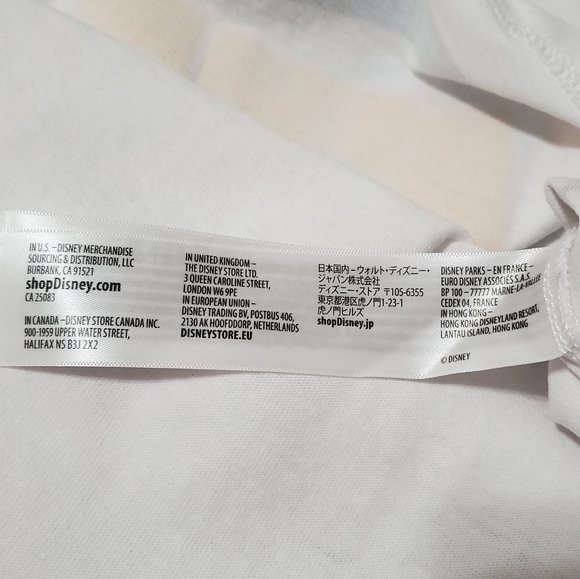 IN U.S. –DISNEY MERCHANDISE
SOURCING & DISTRIBUTION, LLC
BURBANK, CA 91521
shopDisney.com
CA 25083
IN CANADA –DISNEY STORE CANADA INC.
900-1959 UPPER WATER STREET,
HALIFAX NS B3J 2X2
IN UNITED KINGDOM –
THE DISNEY STORE LTD.
3 QUEEN CAROLINE STREET,
LONDON W6 9PE
IN EUROPEAN UNION –
DISNEY TRADING BV, POSTBUS 406,
2130 AK HOOFDDORP, NETHERLANDS
DISNEYSTORE.EU
日本国内－ウォルト・ディズニー・
ジャパン株式会社
ディズニー・ストア 〒105-6355
東京都港区虎ノ門1-23-1
虎ノ門ヒルズ
shopDisney.jp
DISNEY PARKS – EN FRANCE –
EURO DISNEY ASSOCIES S.A.S.
BP 100 – 77777 MARNE-LA-VALLEE
CEDEX 04, FRANCE
IN HONG KONG –
HONG KONG DISNEYLAND RESORT,
LANTAU ISLAND, HONG KONG
© DISNEY